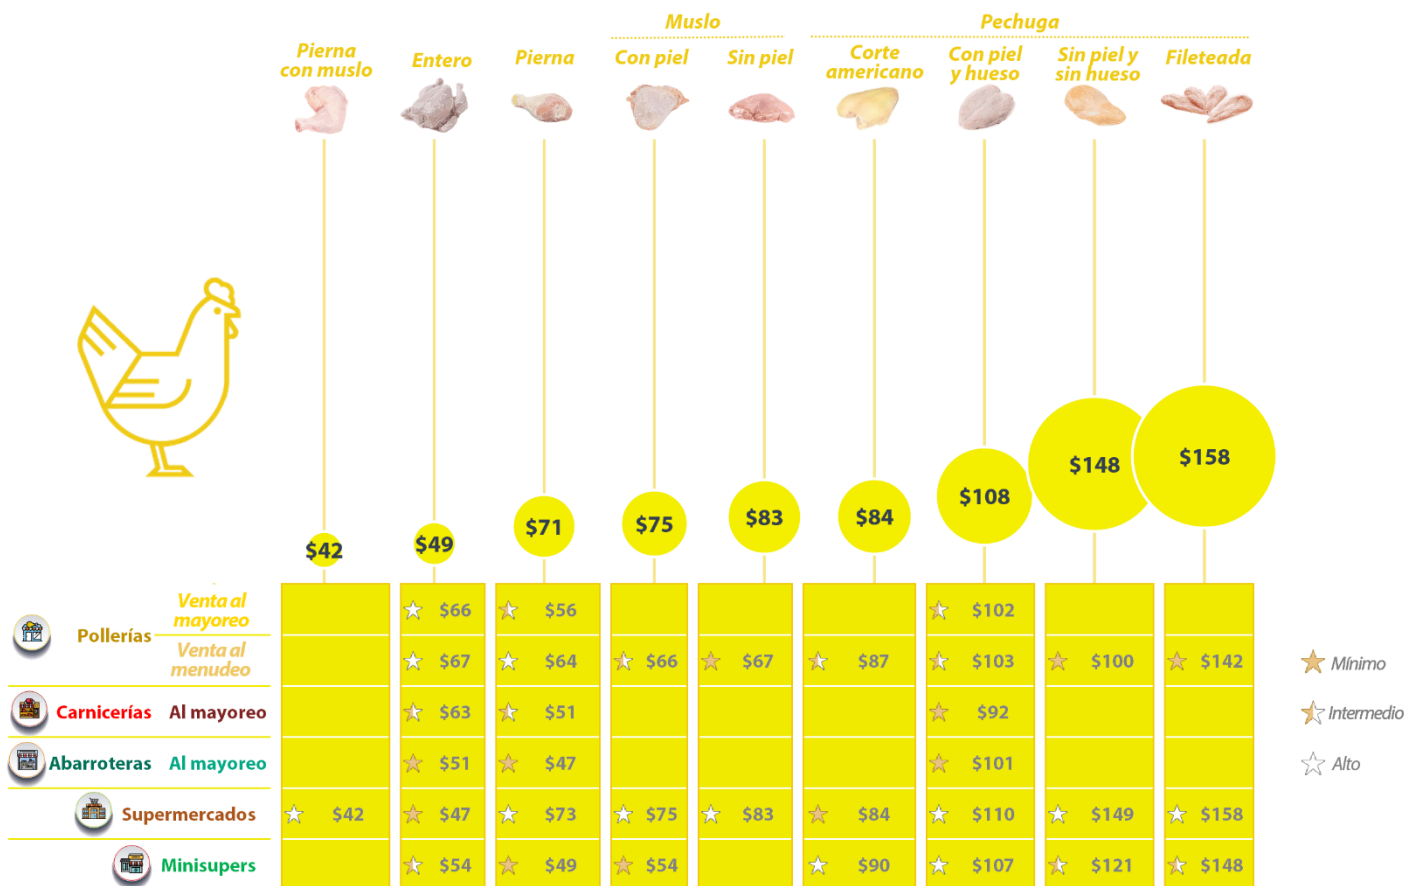 Muslo
Pechuga
Pierna
con muslo
Entero
Pierna
Con piel
Sin piel
Corte
americano
Con piel
y hueso
Sin piel y
sin hueso
Fileteada
$42
$49
$71
$75
$83
$84
$108
$148
$158
Pollerías
Venta al
mayoreo
$66
$56
$102
Venta al
menudeo
$67
$64
$66
$67
$87
$103
$100
$142
Carnicerías
Al mayoreo
$63
$51
$92
Abarroteras
Al mayoreo
$51
$47
$101
Supermercados
$42
$47
$73
$75
$83
$84
$110
$149
$158
Minisupers
$54
$49
$54
$90
$107
$121
$148
Mínimo
Intermedio
Alto